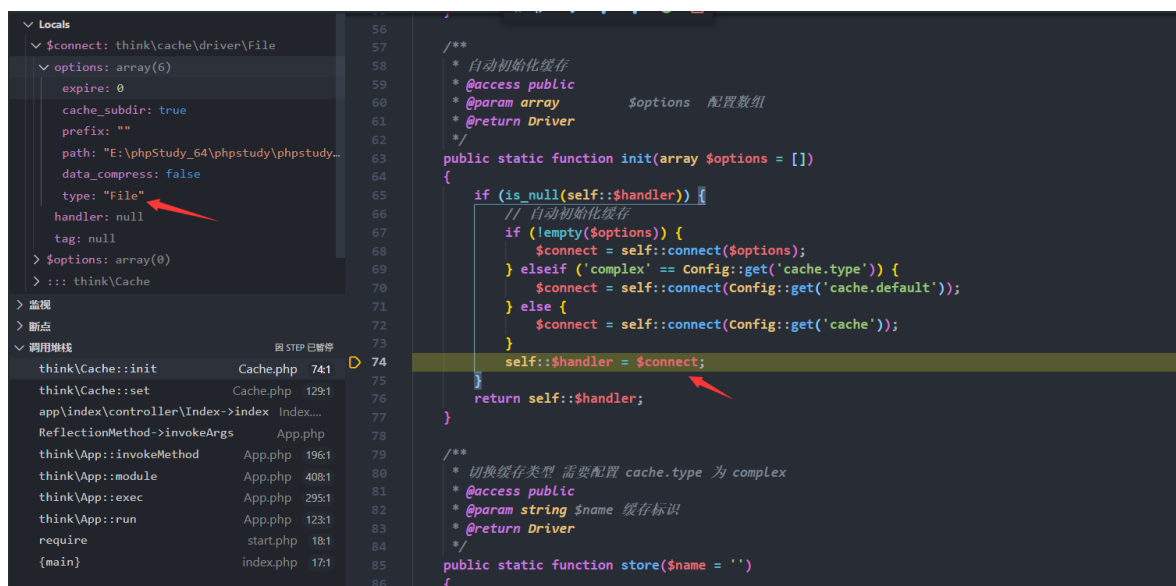 Locals
$connect: think\cache\driver\File
options: array(6)
expire: 0
cache_subdir: true
prefix: ""
path: "E:\phpStudy_64\phpstudy\phpstudy…
data_compress: false
type: "File"
handler: null
tag: null
$options: array(0)
::: think\Cache
监视
断点
调用堆栈 因 STEP 已暂停
think\Cache::init Cache.php 74:1
think\Cache::set Cache.php 129:1
app\index\controller\Index->index Index....
ReflectionMethod->invokeArgs App.php
think\App::invokeMethod App.php 196:1
think\App::module App.php 408:1
think\App::exec App.php 295:1
think\App::run App.php 123:1
require start.php 18:1
{main} index.php 17:1
}
56
57 /**
58 * 自动初始化缓存
59 * @access public
60 * @param array $options 配置数组
61 * @return Driver
62 */
63 public static function init(array $options = [])
64 {
65 if (is_null(self::$handler)) {
66 // 自动初始化缓存
67 if (!empty($options)) {
68 $connect = self::connect($options);
69 } elseif ('complex' == Config::get('cache.type')) {
70 $connect = self::connect(Config::get('cache.default'));
71 } else {
72 $connect = self::connect(Config::get('cache'));
73 }
74 self::$handler = $connect;
75 }
76 return self::$handler;
77 }
78
79 /**
80 * 切换缓存类型 需要配置 cache.type 为 complex
81 * @access public
82 * @param string $name 缓存标识
83 * @return Driver
84 */
85 public static function store($name = '')
86 {